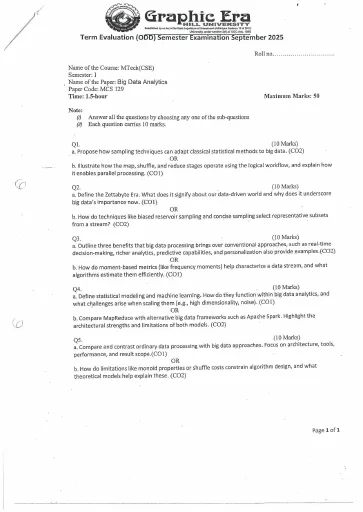 Graphic Era
HILL UNIVERSITY
Term Evaluation (ODD) Semester Examination September 2025
Roll no..............................
Name of the Course: MTech(CSE)
Semester: I
Name of the Paper: Big Data Analytics
Paper Code: MCS 129
Time: 1.5-hour Maximum Marks: 50
Note:
(i) Answer all the questions by choosing any one of the sub-questions
(ii) Each question carries 10 marks.
Q1. (10 Marks)
a. Propose how sampling techniques can adapt classical statistical methods to big data. (CO2)
OR
b. Illustrate how the map, shuffle, and reduce stages operate using the logical workflow, and explain how
it enables parallel processing. (CO1)
Q2. (10 Marks)
a. Define the Zettabyte Era. What does it signify about our data-driven world and why does it underscore
big data's importance now. (CO1)
OR
b. How do techniques like biased reservoir sampling and concise sampling select representative subsets
from a stream? (CO2)
Q3. (10 Marks)
a. Outline three benefits that big data processing brings over conventional approaches, such as real-time
decision-making, richer analytics, predictive capabilities, and personalization also provide examples.(CO2)
OR
b. How do moment-based metrics (like frequency moments) help characterize a data stream, and what
algorithms estimate them efficiently. (CO1)
Q4. (10 Marks)
a. Define statistical modeling and machine learning. How do they function within big data analytics, and
what challenges arise when scaling them (e.g., high dimensionality, noise). (CO1)
OR
b. Compare MapReduce with alternative big data frameworks such as Apache Spark. Highlight the
architectural strengths and limitations of both models. (CO2)
Q5. (10 Marks)
a. Compare and contrast ordinary data processing with big data approaches. Focus on architecture, tools,
performance, and result scope.(CO1)
OR
b. How do limitations like monoid properties or shuffle costs constrain algorithm design, and what
theoretical models help explain these. (CO2)
Page 1 of 1